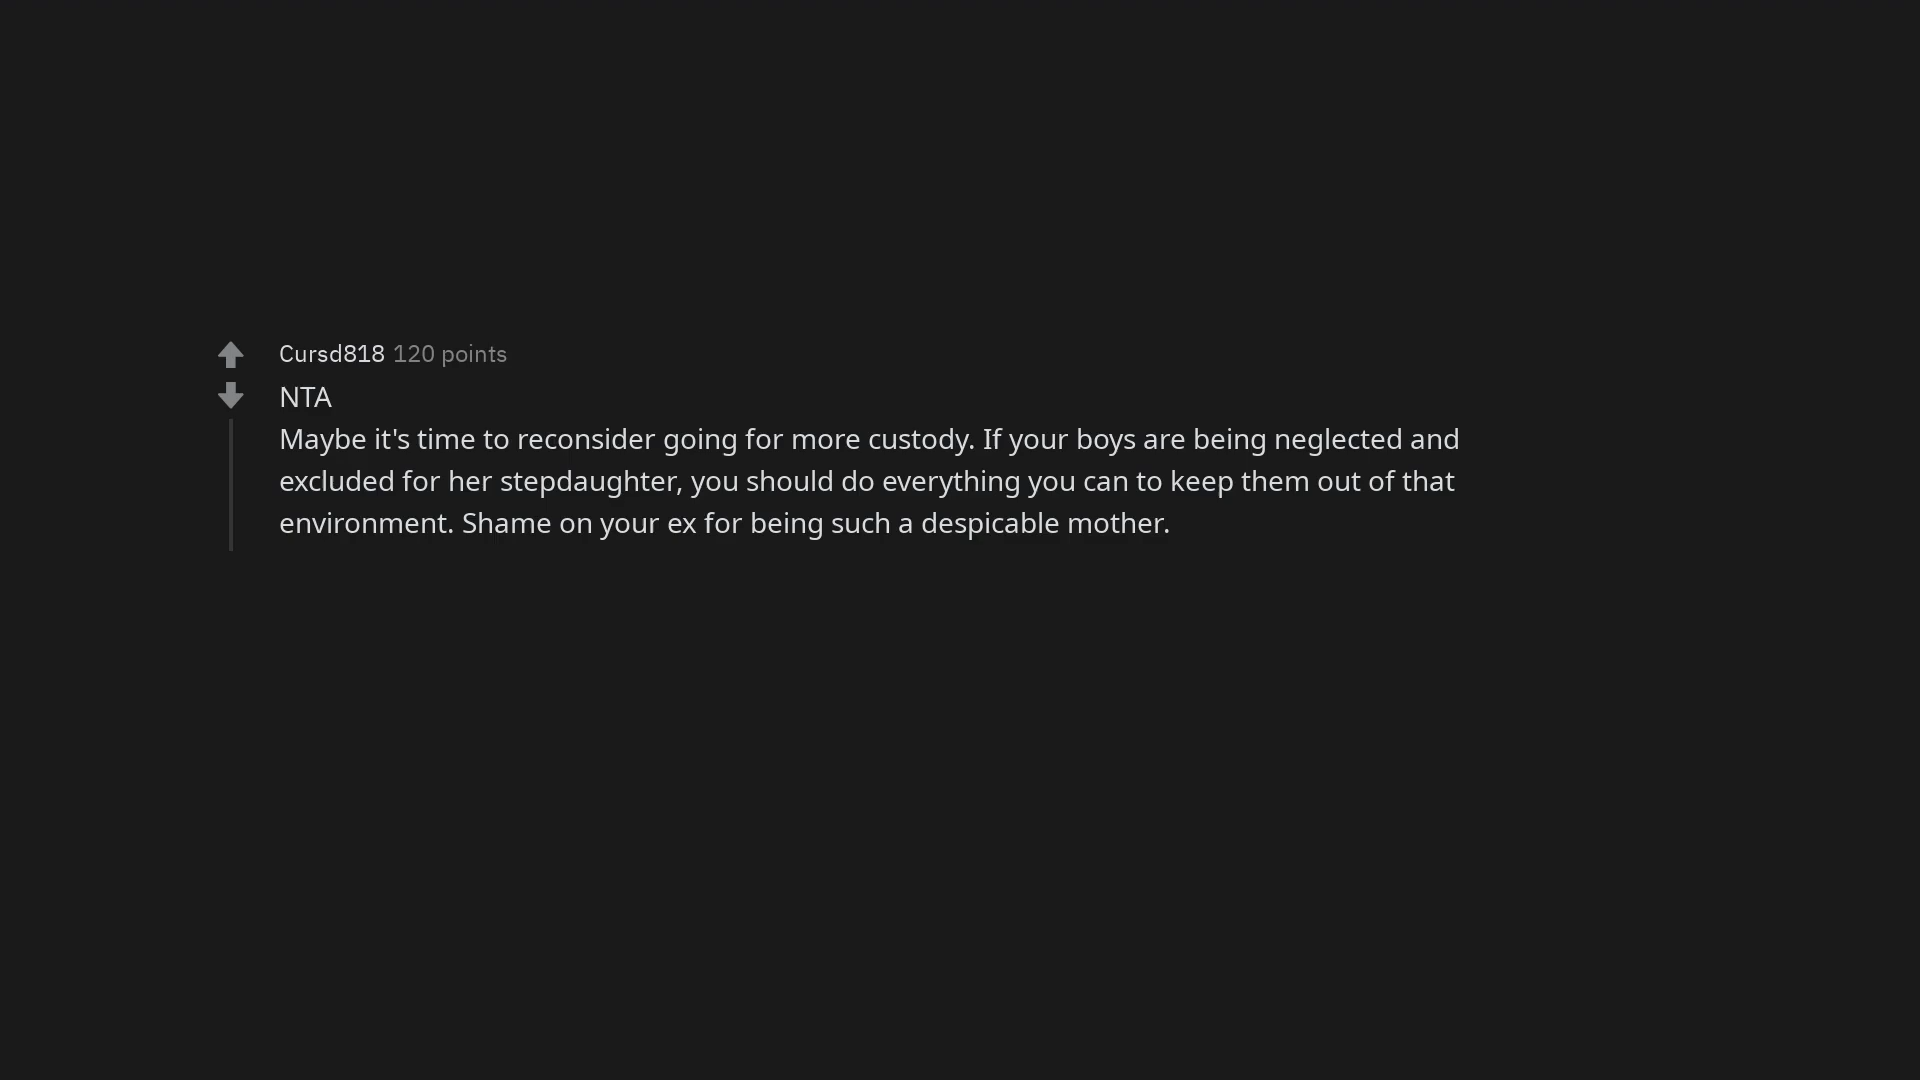 Cursd818 120 points
NTA
Maybe it's time to reconsider going for more custody. If your boys are being neglected and
excluded for her stepdaughter, you should do everything you can to keep them out of that
environment. Shame on your ex for being such a despicable mother.